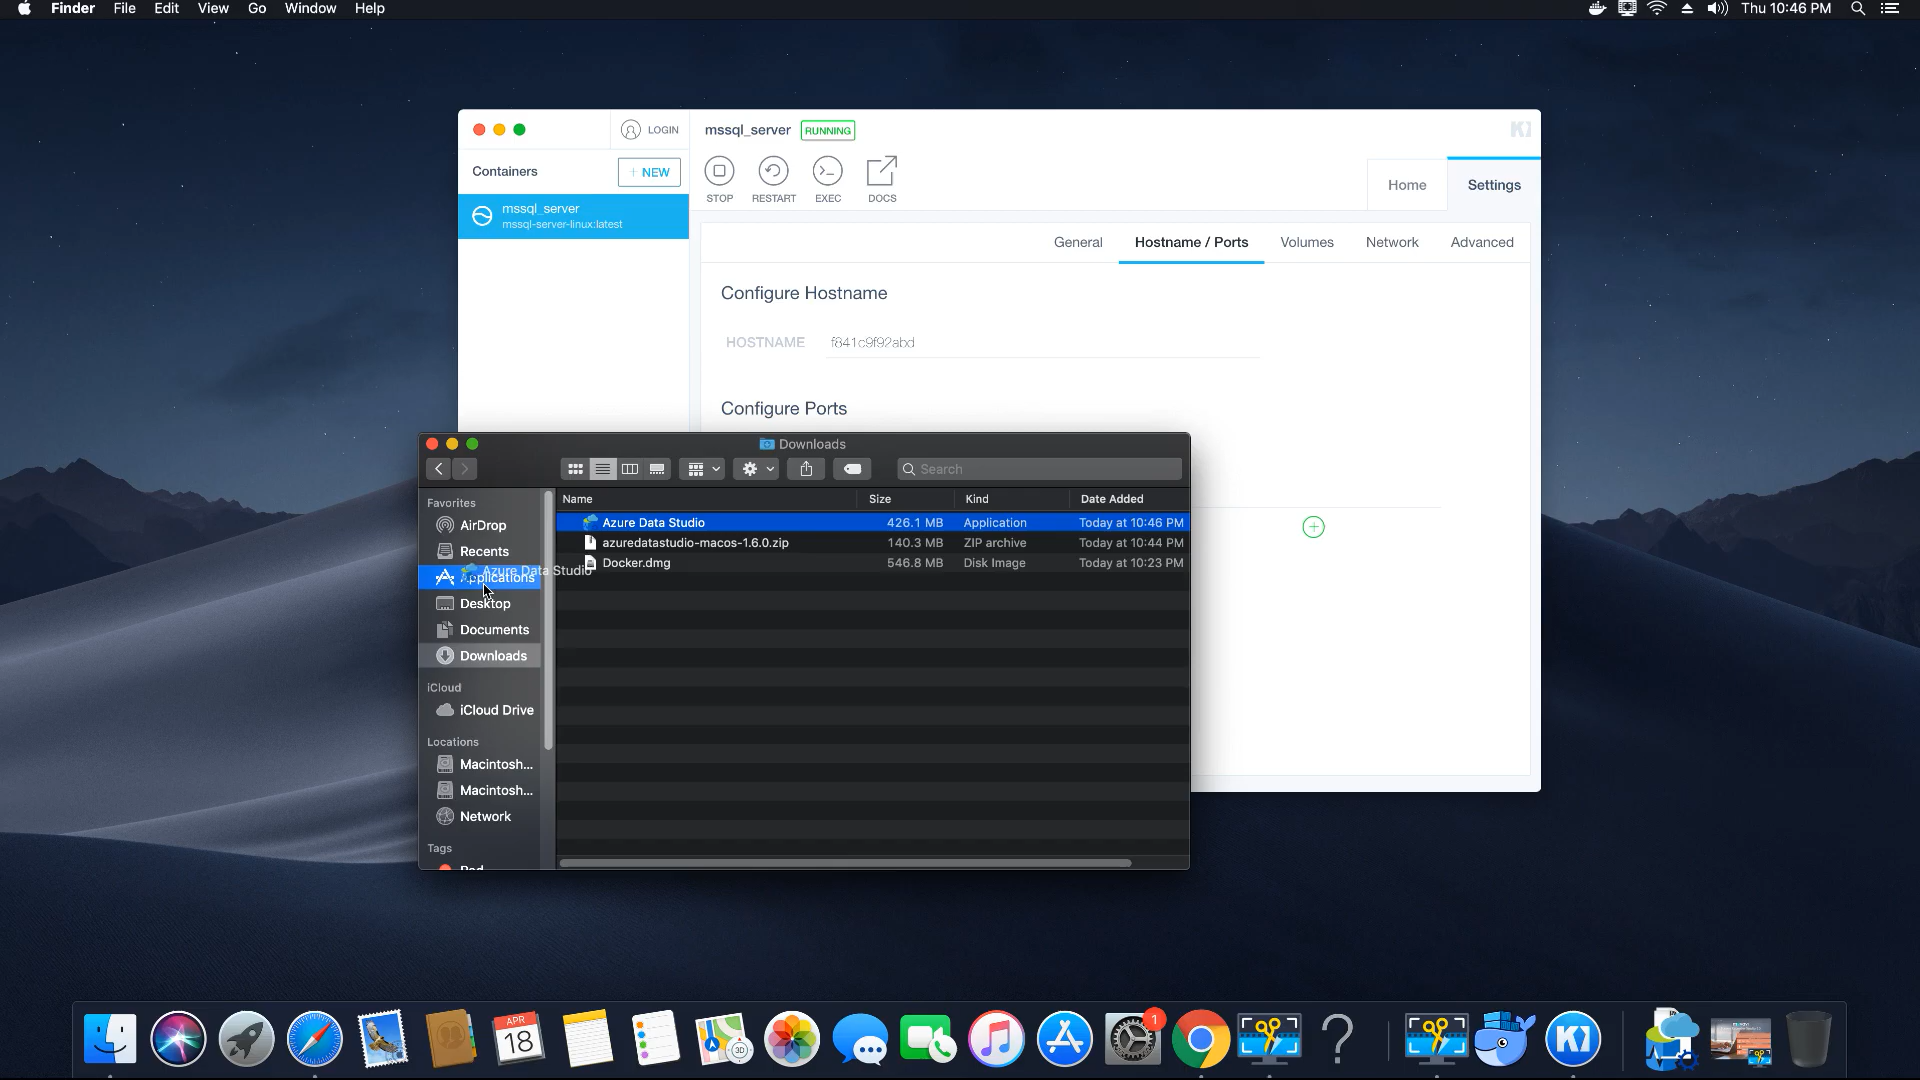 Finder File Edit View Go Window Help
Thu 10:46 PM
LOGIN
mssql_server RUNNING
Containers
+ NEW
STOP RESTART EXEC DOCS
Home Settings
mssql_server
mssql-server-linux:latest
General Hostname / Ports Volumes Network Advanced
Configure Hostname
HOSTNAME f841c9f92abd
Configure Ports
Downloads
Search
Favorites
AirDrop
Recents
Applications
Desktop
Documents
Downloads
iCloud
iCloud Drive
Locations
Macintosh...
Macintosh...
Network
Tags
Red
Name Size Kind Date Added
Azure Data Studio 426.1 MB Application Today at 10:46 PM
azuredatastudio-macos-1.6.0.zip 140.3 MB ZIP archive Today at 10:44 PM
Docker.dmg 546.8 MB Disk Image Today at 10:23 PM
Azure Data Studio
APR
18
3D
1